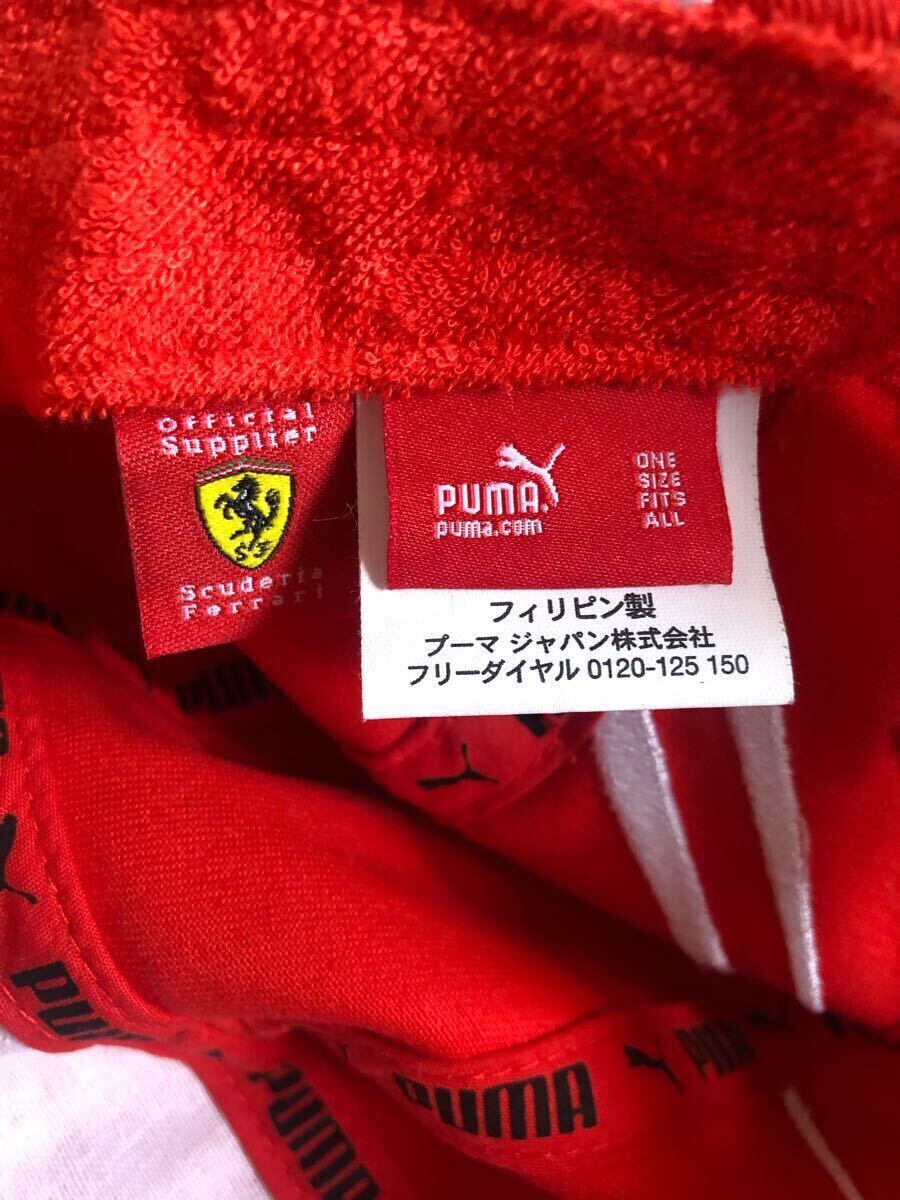 Official
Supplier
S F
Scuderia
Ferrari
PUMA
puma.com
ONE
SIZE
FITS
ALL
フィリピン製
プーマ ジャパン株式会社
フリーダイヤル 0120-125 150
PUMA
PUMA
PUMA
PUMA
PUMA